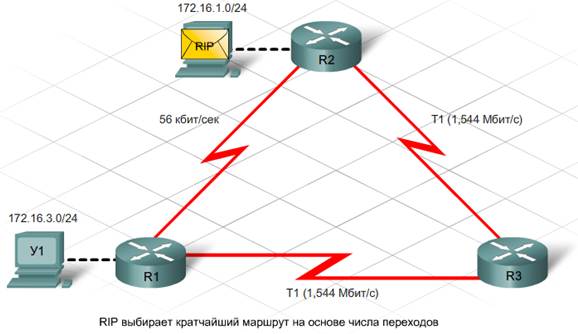 172.16.1.0/24
RIP
R2
56 кбит/сек
T1 (1,544 Мбит/с)
172.16.3.0/24
У1
R1
R3
T1 (1,544 Мбит/с)
RIP выбирает кратчайший маршрут на основе числа переходов